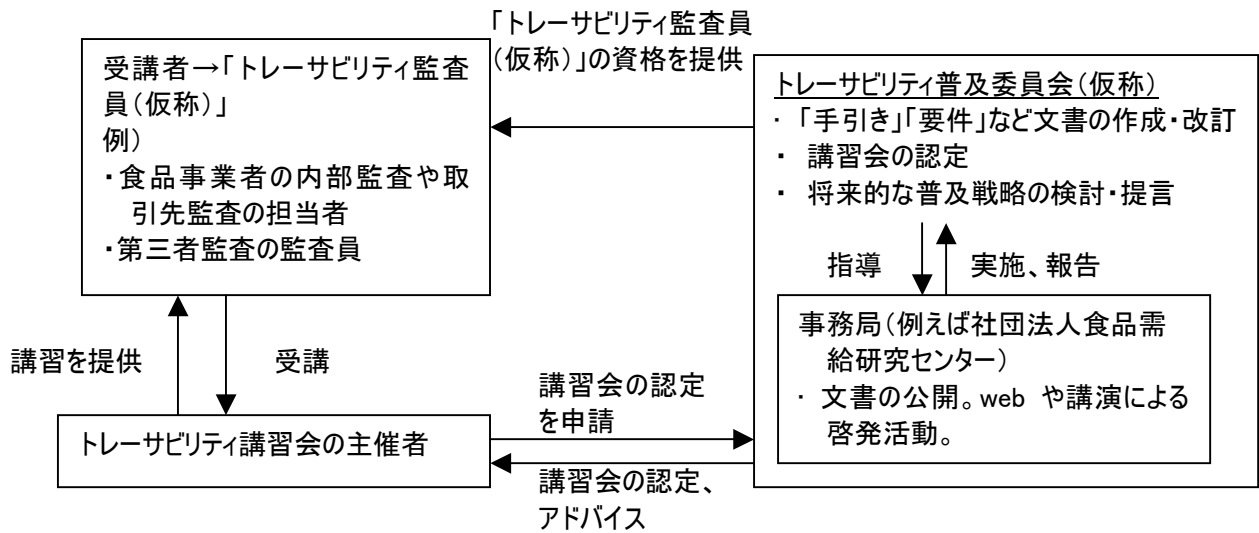 「トレーサビリティ監査員
(仮称)」の資格を提供
受講者→「トレーサビリティ監査
員(仮称)」
例)
・食品事業者の内部監査や取
引先監査の担当者
・第三者監査の監査員
トレーサビリティ普及委員会(仮称)
・「手引き」「要件」など文書の作成・改訂
・ 講習会の認定
・ 将来的な普及戦略の検討・提言
指導
実施、報告
事務局(例えば社団法人食品需
給研究センター)
・ 文書の公開。web や講演による
啓発活動。
講習を提供
受講
講習会の認定
を申請
トレーサビリティ講習会の主催者
講習会の認定、
アドバイス